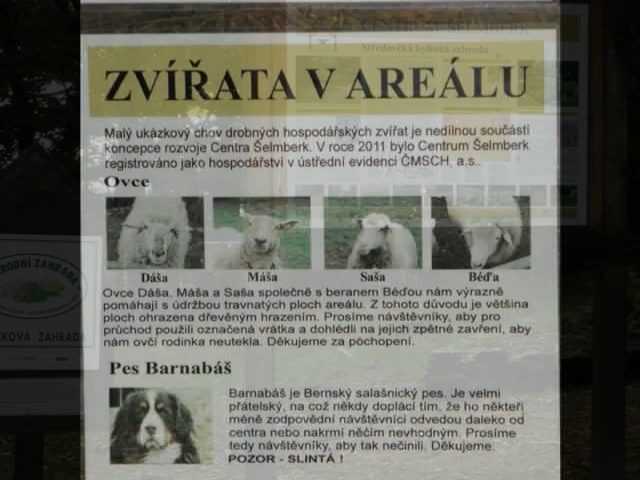 CENTRUM ŠELMBERK
Středověká bylinná zahrada
ZVÍŘATA V AREÁLU
Malý ukázkový chov drobných hospodářských zvířat je nedílnou součástí
koncepce rozvoje Centra Šelmberk. V roce 2011 bylo Centrum Šelmberk
registrováno jako hospodářství v ústřední evidenci ČMSCH, a.s..
Ovce
Dáša Máša Saša Béďa
Ovce Dáša, Máša a Saša společně s beranem Béďou nám výrazně
pomáhají s údržbou travnatých ploch areálu. Z tohoto důvodu je většina
ploch ohrazena dřevěným hrazením. Prosíme návštěvníky, aby pro
průchod použili označená vrátka a dohlédli na jejich zpětné zavření, aby
nám ovčí rodinka neutekla. Děkujeme za pochopení.
RODNÍ ZAHRADA
KOVÁ ZAHRADA
Pes Barnabáš
Barnabáš je Bernský salašnický pes. Je velmi
přátelský, na což někdy doplácí tím, že ho někteří
méně zodpovědní návštěvníci odvedou daleko od
centra nebo nakrmí něčím nevhodným. Prosíme
tedy návštěvníky, aby tak nečinili. Děkujeme.
POZOR - SLINTÁ !